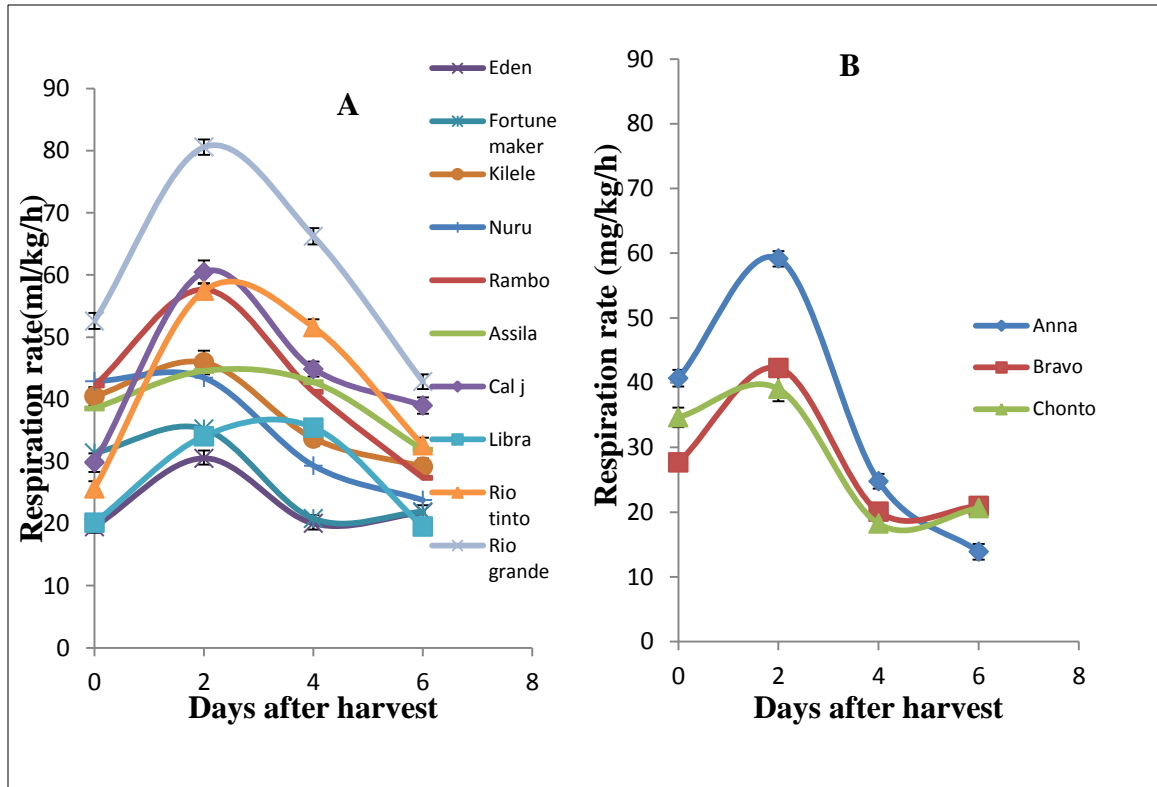 A
Respiration rate(ml/kg/h)
90
80
70
60
50
40
30
20
10
0
0 2 4 6 8
Days after harvest
Eden
Fortune
maker
Kilele
Nuru
Rambo
Assila
Cal j
Libra
Rio
tinto
Rio
grande
B
Respiration rate (mg/kg/h)
90
80
70
60
50
40
30
20
10
0
0 2 4 6 8
Days after harvest
Anna
Bravo
Chonto